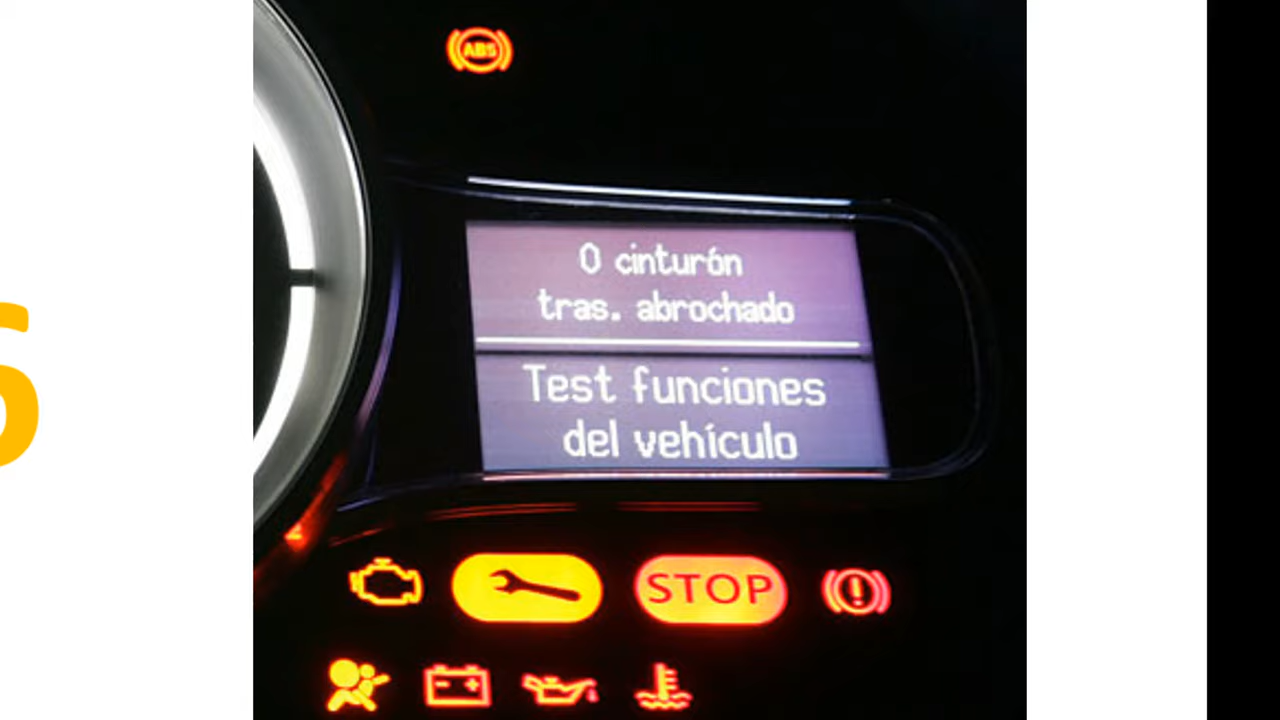 ABS
0 cinturón
tras. abrochado
Test funciones
del vehículo
STOP